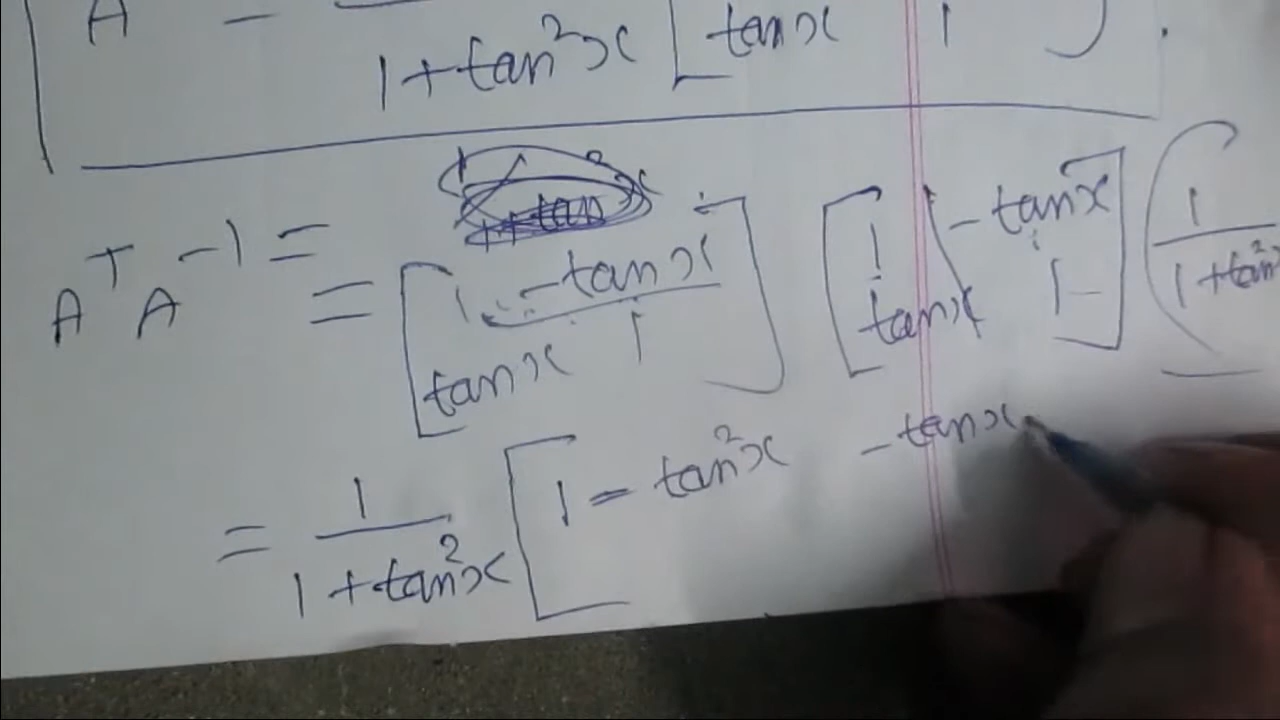 A - 1+tan²x [ tanx 1 ] .
AᵀA⁻¹ =
= [ 1 -tanx ] [ 1 -tanx ] ( 1
tanx 1 tanx 1 1+tan²
= 1 [ 1 - tan²x -tanx
1+tan²x